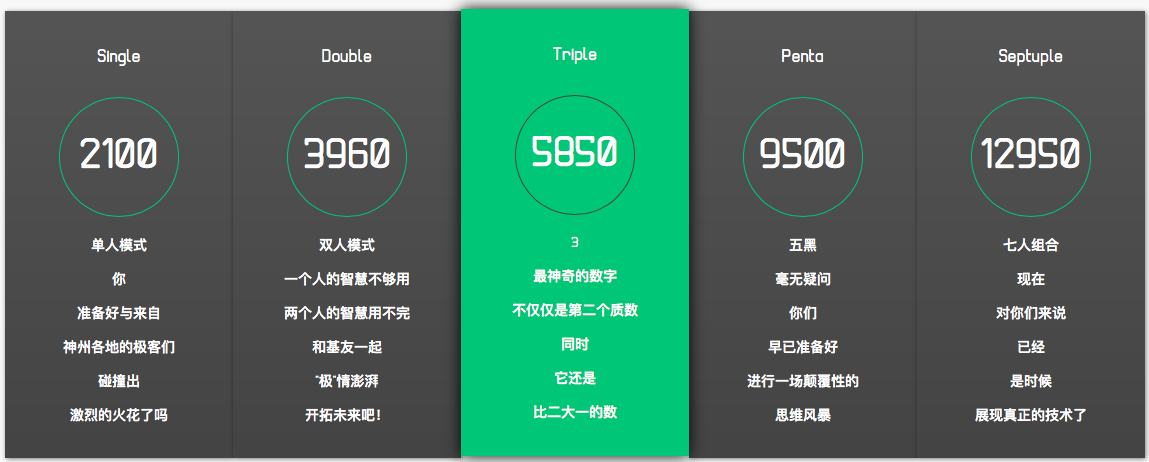 Single
2100
单人模式
你
准备好与来自
神州各地的极客们
碰撞出
激烈的火花了吗
Double
3960
双人模式
一个人的智慧不够用
两个人的智慧用不完
和基友一起
"极"情澎湃
开拓未来吧!
Triple
5850
3
最神奇的数字
不仅仅是第二个质数
同时
它还是
比二大一的数
Penta
9500
五黑
毫无疑问
你们
早已准备好
进行一场颠覆性的
思维风暴
Septuple
12950
七人组合
现在
对你们来说
已经
是时候
展现真正的技术了